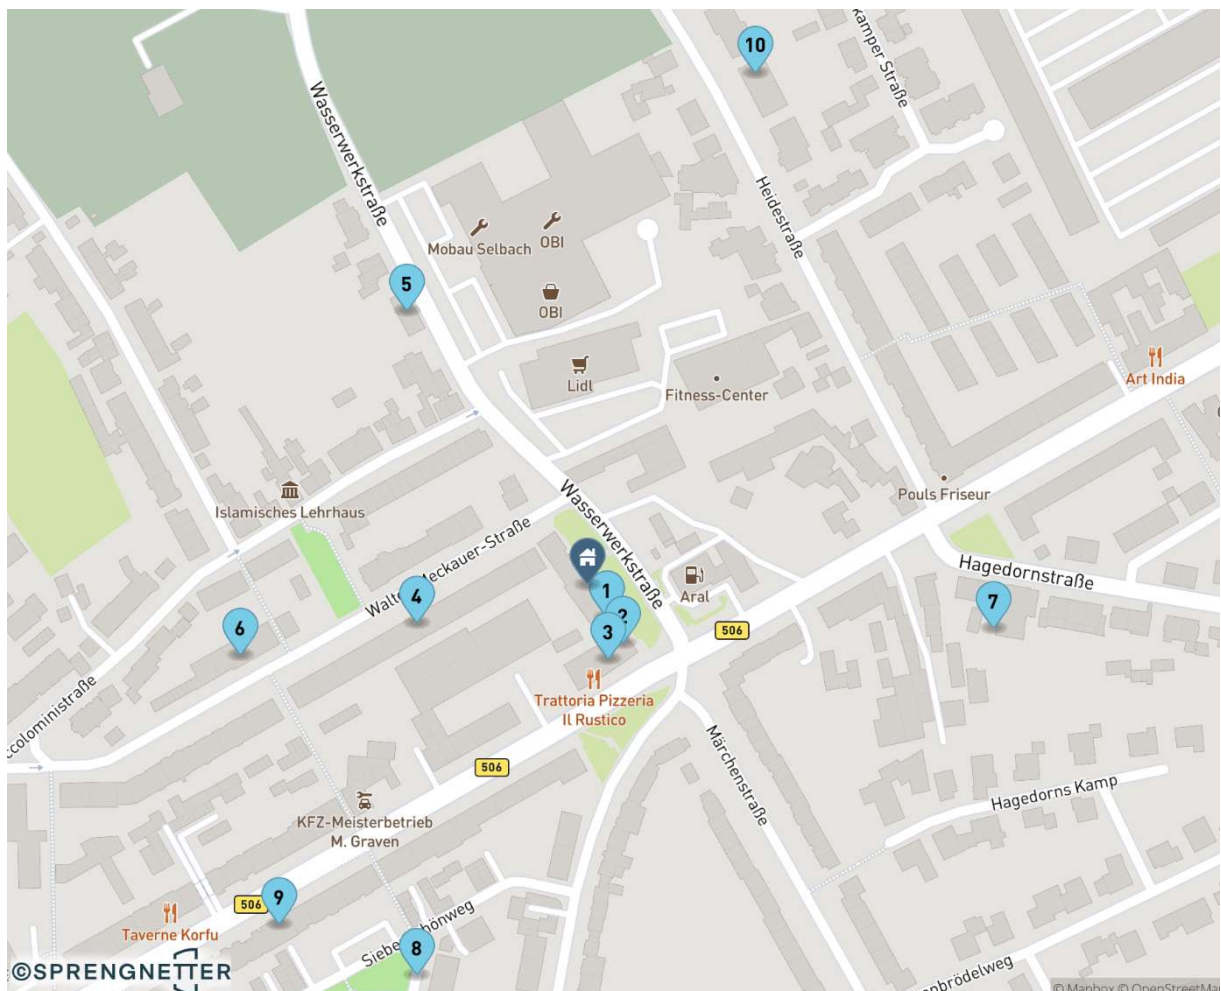 10
Kamper Straße
Wasserwerkstraße
Heidestraße
Mobau Selbach
OBI
5
OBI
Lidl
Fitness-Center
Art India
Pouls Friseur
Islamisches Lehrhaus
Wasserwerkstraße
Hagedornstraße
Aral
1
4
2
7
6
3
506
Trattoria Pizzeria
Il Rustico
Märchenstraße
506
Hagedorns Kamp
KFZ-Meisterbetrieb
M. Graven
9
506
Taverne Korfu
8
©SPRENGNETTER